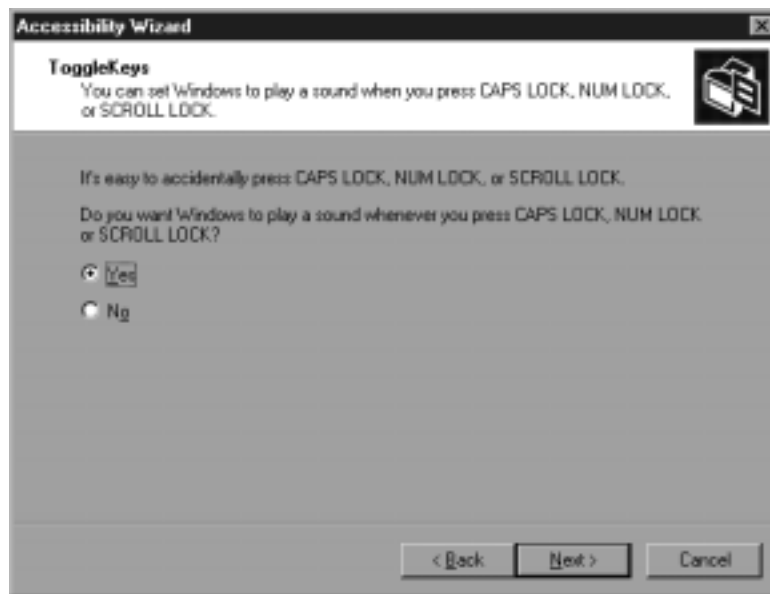 Accessibility Wizard
ToggleKeys
You can set Windows to play a sound when you press CAPS LOCK, NUM LOCK,
or SCROLL LOCK.
It's easy to accidentally press CAPS LOCK, NUM LOCK, or SCROLL LOCK.
Do you want Windows to play a sound whenever you press CAPS LOCK, NUM LOCK
or SCROLL LOCK?
Yes
No
< Back Next > Cancel